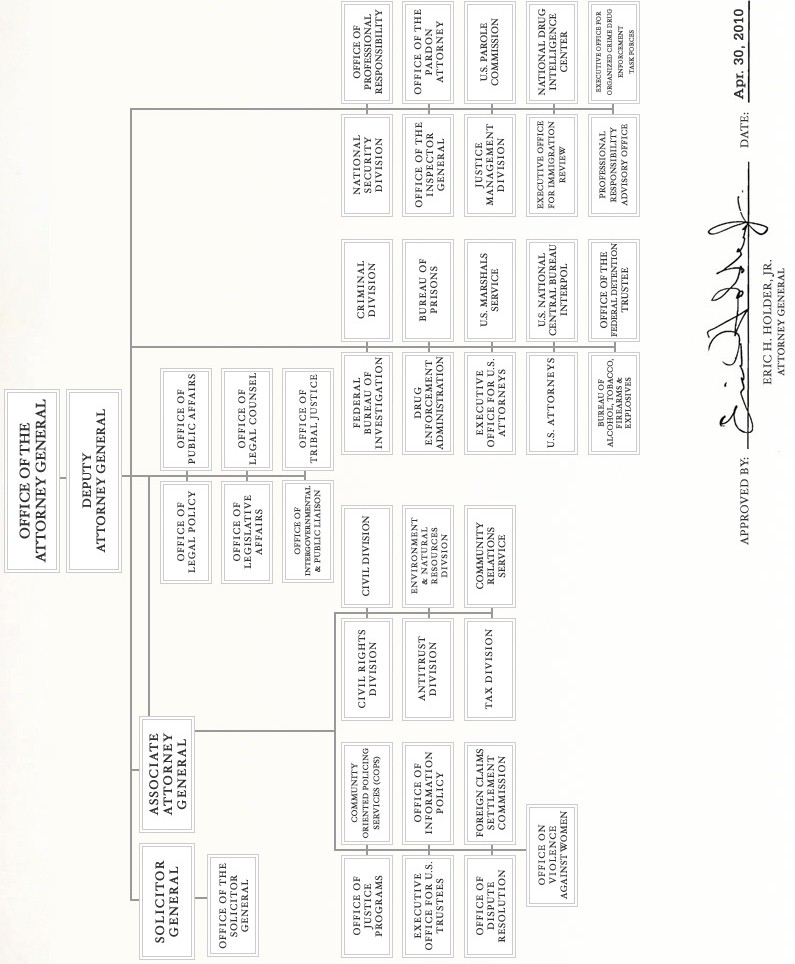 OFFICE OF THE
ATTORNEY GENERAL
DEPUTY
ATTORNEY GENERAL
SOLICITOR
GENERAL
ASSOCIATE
ATTORNEY
GENERAL
OFFICE OF THE
SOLICITOR
GENERAL
OFFICE OF
LEGAL POLICY
OFFICE OF
PUBLIC AFFAIRS
OFFICE OF
LEGISLATIVE
AFFAIRS
OFFICE OF
LEGAL COUNSEL
OFFICE OF
INTERGOVERNMENTAL
& PUBLIC LIAISON
OFFICE OF
TRIBAL JUSTICE
OFFICE OF
JUSTICE
PROGRAMS
COMMUNITY
ORIENTED POLICING
SERVICES (COPS)
EXECUTIVE
OFFICE FOR U.S.
TRUSTEES
OFFICE OF
INFORMATION
POLICY
OFFICE OF
DISPUTE
RESOLUTION
FOREIGN CLAIMS
SETTLEMENT
COMMISSION
OFFICE ON
VIOLENCE
AGAINST WOMEN
CIVIL RIGHTS
DIVISION
CIVIL DIVISION
ANTITRUST
DIVISION
ENVIRONMENT
& NATURAL
RESOURCES
DIVSION
TAX DIVISION
COMMUNITY
RELATIONS
SERVICE
FEDERAL
BUREAU OF
INVESTIGATION
CRIMINAL
DIVISION
DRUG
ENFORCEMENT
ADMINISTRATION
BUREAU OF
PRISONS
EXECUTIVE
OFFICE FOR U.S.
ATTORNEYS
U.S. MARSHALS
SERVICE
U.S. ATTORNEYS
U.S. NATIONAL
CENTRAL BUREAU
INTERPOL
BUREAU OF
ALCOHOL, TOBACCO,
FIREARMS &
EXPLOSIVES
OFFICE OF THE
FEDERAL DETENTION
TRUSTEE
NATIONAL
SECURITY
DIVISION
OFFICE OF
PROFESSIONAL
RESPONSIBILITY
OFFICE OF THE
INSPECTOR
GENERAL
OFFICE OF THE
PARDON
ATTORNEY
JUSTICE
MANAGEMENT
DIVISION
U.S. PAROLE
COMMISSION
EXECUTIVE OFFICE
FOR IMMIGRATION
REVIEW
NATIONAL DRUG
INTELLIGENCE
CENTER
PROFESSIONAL
RESPONSIBILITY
ADVISORY OFFICE
EXECUTIVE OFFICE FOR
ORGANIZED CRIME DRUG
ENFORCEMENT
TASK FORCES
APPROVED BY: DATE: Apr. 30, 2010
ERIC H. HOLDER, JR.
ATTORNEY GENERAL